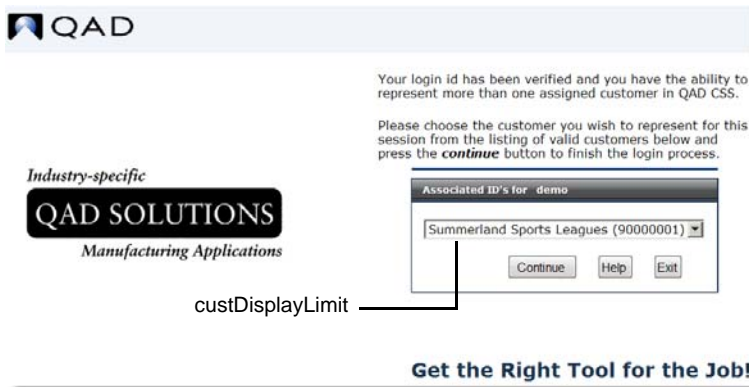 QAD
Your login id has been verified and you have the ability to
represent more than one assigned customer in QAD CSS.
Please choose the customer you wish to represent for this
session from the listing of valid customers below and
press the continue button to finish the login process.
Industry-specific
QAD SOLUTIONS
Manufacturing Applications
Associated ID's for demo
Summerland Sports Leagues (90000001)
Continue Help Exit
custDisplayLimit
Get the Right Tool for the Job!